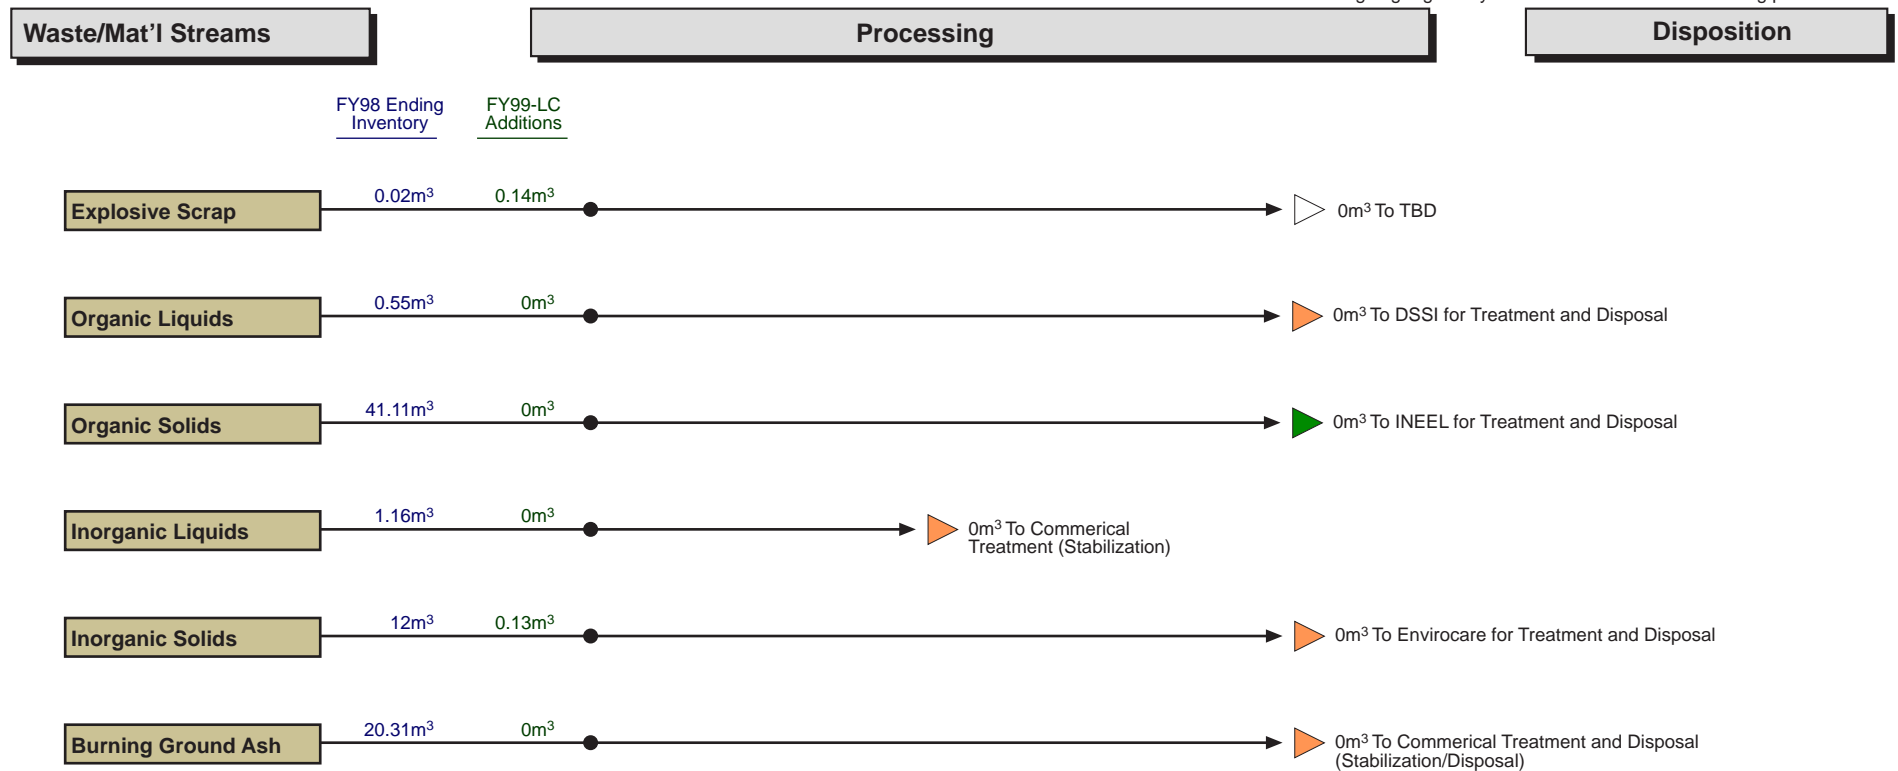 Waste/Mat’l Streams
Processing
Disposition
FY98 Ending
Inventory
FY99-LC
Additions
Explosive Scrap
0.02m³
0.14m³
0m³ To TBD
Organic Liquids
0.55m³
0m³
0m³ To DSSI for Treatment and Disposal
Organic Solids
41.11m³
0m³
0m³ To INEEL for Treatment and Disposal
Inorganic Liquids
1.16m³
0m³
0m³ To Commerical
Treatment (Stabilization)
Inorganic Solids
12m³
0.13m³
0m³ To Envirocare for Treatment and Disposal
Burning Ground Ash
20.31m³
0m³
0m³ To Commerical Treatment and Disposal
(Stabilization/Disposal)